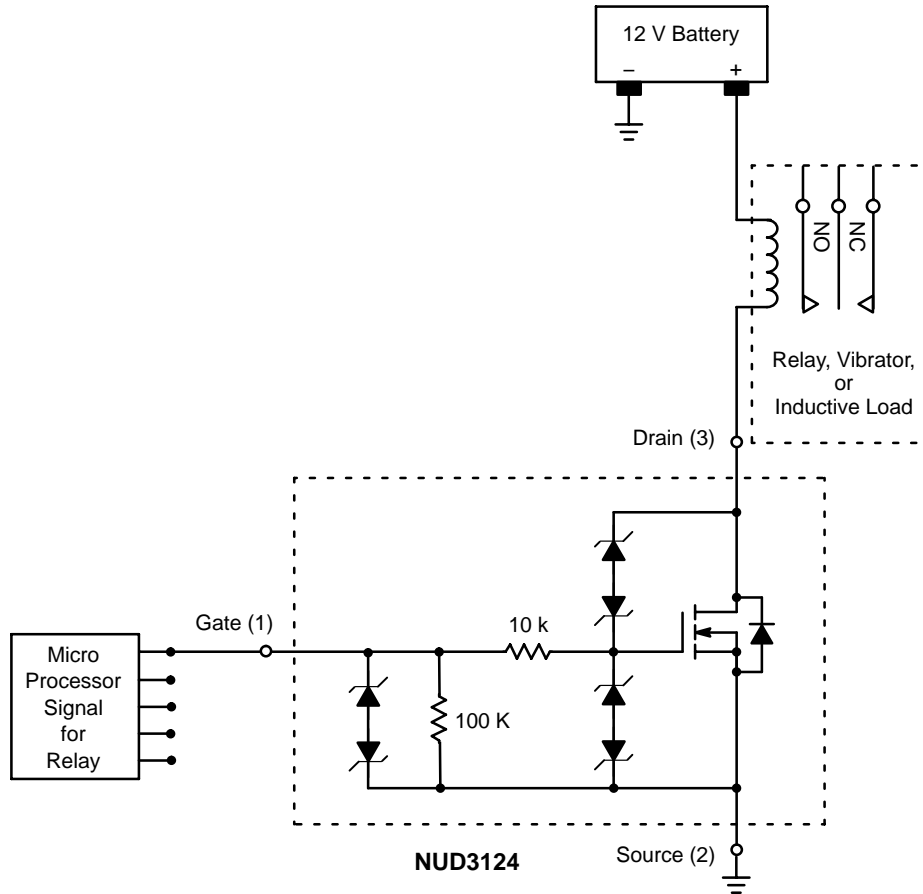 12 V Battery
– +
NO
NC
Relay, Vibrator,
or
Inductive Load
Drain (3)
Gate (1)
10 k
Micro
Processor
Signal
for
Relay
100 K
Source (2)
NUD3124